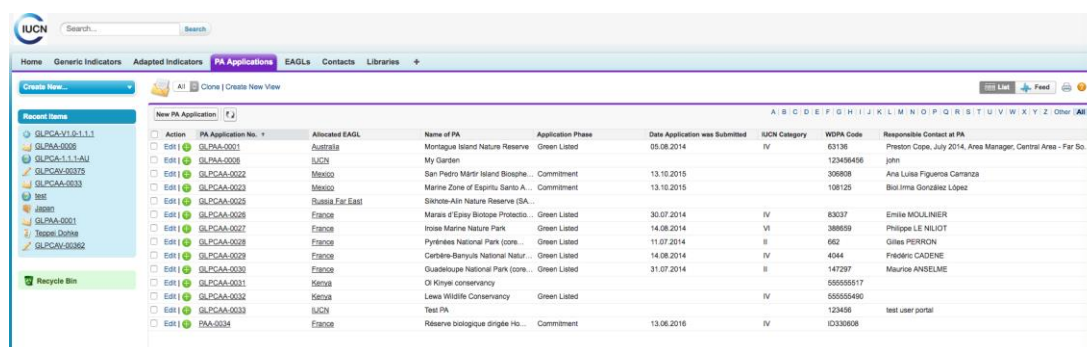 IUCN Search... Search
Home Generic Indicators Adapted Indicators PA Applications EAGLs Contacts Libraries +
Create New... All Clone | Create New View List Feed
New PA Application A B C D E F G H I J K L M N O P Q R S T U V W X Y Z Other All
Recent Items
GLPCA-V1.0-1.1.1
GLPAA-0006
GLPCA-1.1.1-AU
GLPCAV-00375
GLPCAA-0033
test
Japan
GLPAA-0001
Teppei Dohke
GLPCAV-00362
Recycle Bin
Action PA Application No. Allocated EAGL Name of PA Application Phase Date Application was Submitted IUCN Category WDPA Code Responsible Contact at PA
Edit | GLPAA-0001 Australia Montague Island Nature Reserve Green Listed 05.08.2014 IV 63136 Preston Cope, July 2014, Area Manager, Central Area - Far So...
Edit | GLPAA-0006 IUCN My Garden 123456456 john
Edit | GLPCAA-0022 Mexico San Pedro Mártir Island Biosphe... Commitment 13.10.2015 306808 Ana Luisa Figueroa Carranza
Edit | GLPCAA-0023 Mexico Marine Zone of Espiritu Santo A... Commitment 13.10.2015 108125 Biol.Irma González López
Edit | GLPCAA-0025 Russia Far East Sikhote-Alin Nature Reserve (SA...
Edit | GLPCAA-0026 France Marais d'Episy Biotope Protectio... Green Listed 30.07.2014 IV 83037 Emilie MOULINIER
Edit | GLPCAA-0027 France Iroise Marine Nature Park Green Listed 14.08.2014 VI 388659 Philippe LE NILIOT
Edit | GLPCAA-0028 France Pyrénées National Park (core... Green Listed 11.07.2014 II 662 Gilles PERRON
Edit | GLPCAA-0029 France Cerbère-Banyuls National Natur... Green Listed 14.08.2014 IV 4044 Frédéric CADENE
Edit | GLPCAA-0030 France Guadeloupe National Park (core... Green Listed 31.07.2014 II 147297 Maurice ANSELME
Edit | GLPCAA-0031 Kenya Ol Kinyei conservancy 555555517
Edit | GLPCAA-0032 Kenya Lewa Wildlife Conservancy Green Listed IV 555555490
Edit | GLPCAA-0033 IUCN Test PA 123456 test user portal
Edit | PAA-0034 France Réserve biologique dirigée Ho... Commitment 13.06.2016 IV ID330608